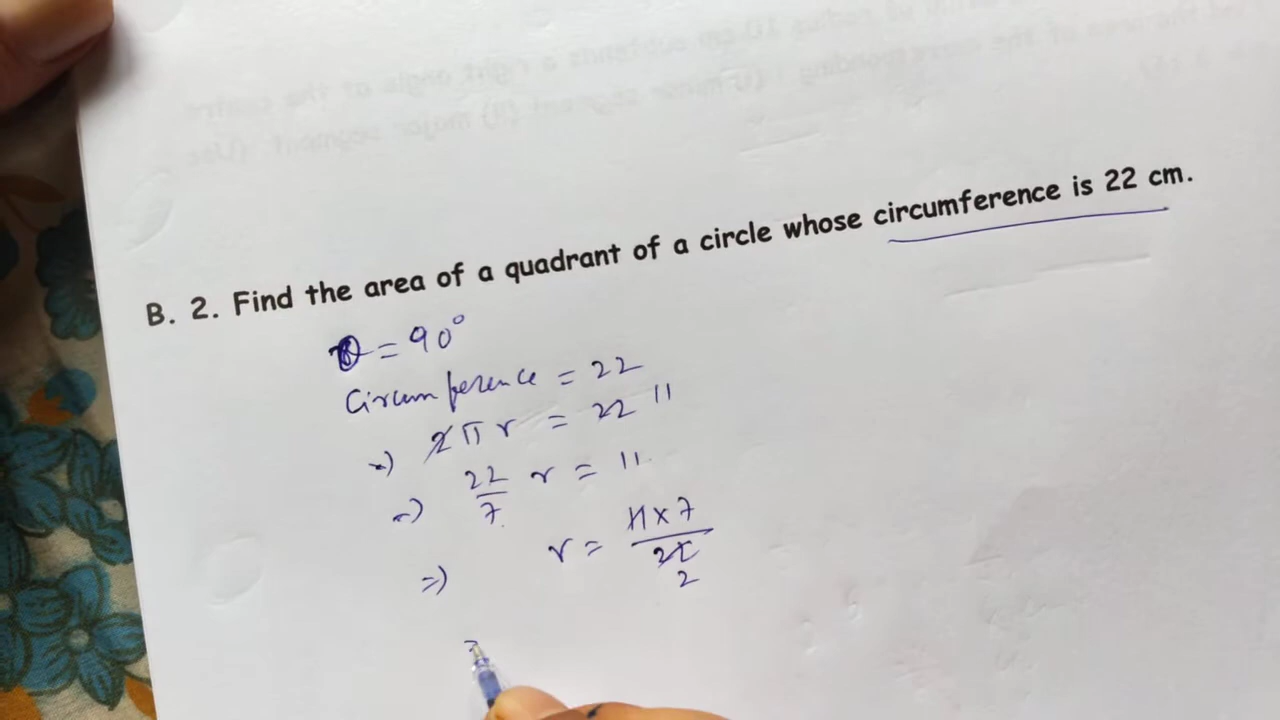 B. 2. Find the area of a quadrant of a circle whose circumference is 22 cm.
θ = 90°
Circumference = 22
⇒) 2πr = 22 11
⇒) 22/7 r = 11
⇒) r = 11 x 7 / 22 2